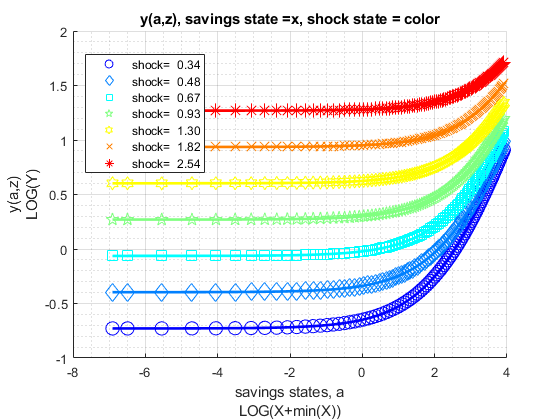 y(a,z), savings state =x, shock state = color
2
1.5
1
0.5
0
-0.5
-1
y(a,z)
LOG(Y)
shock= 0.34
shock= 0.48
shock= 0.67
shock= 0.93
shock= 1.30
shock= 1.82
shock= 2.54
-8
-6
-4
-2
0
2
4
savings states, a
LOG(X+min(X))